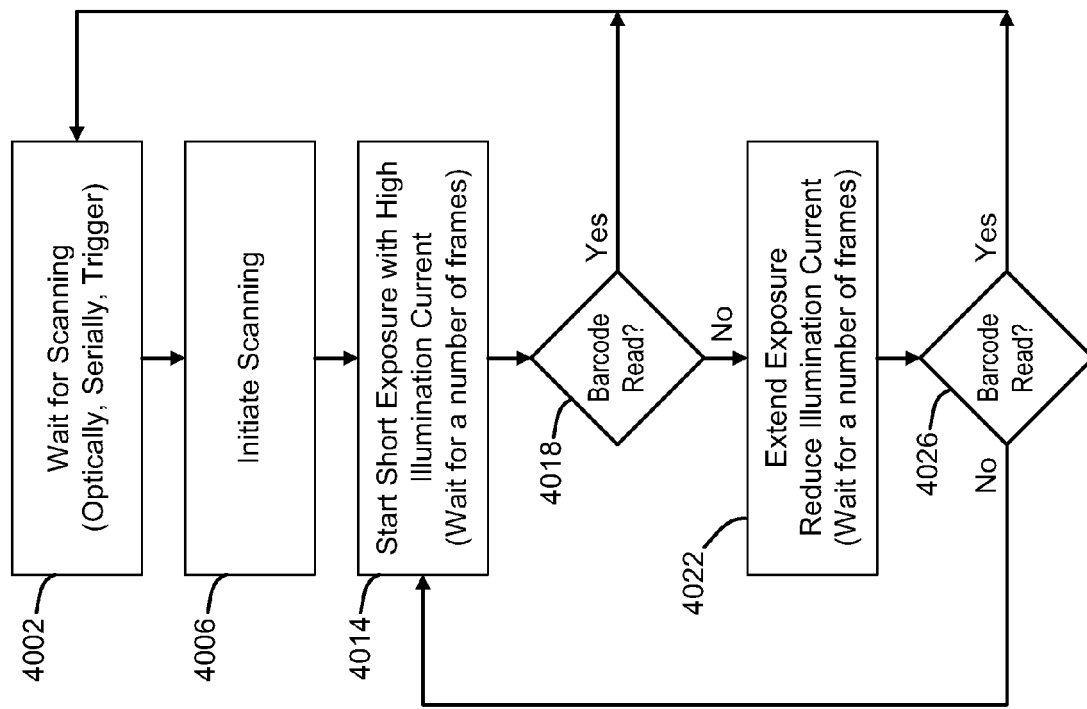 4002
Wait for Scanning
(Optically, Serially, Trigger)
4006
Initiate Scanning
4014
Start Short Exposure with High
Illumination Current
(Wait for a number of frames)
4018
Barcode
Read?
Yes
No
4022
Extend Exposure
Reduce Illumination Current
(Wait for a number of frames)
4026
Barcode
Read?
Yes
No